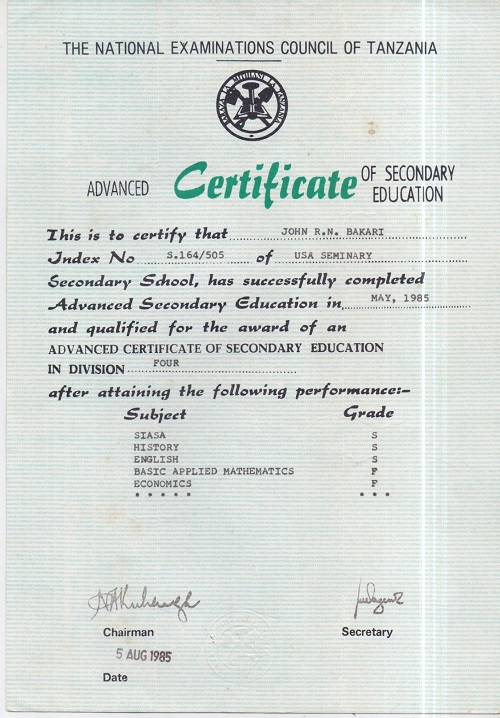 THE NATIONAL EXAMINATIONS COUNCIL OF TANZANIA
BARAZA LA MITIHANI LA TANZANIA
ADVANCED Certificate OF SECONDARY EDUCATION
This is to certify that JOHN R.N. BAKARI
Index No S.164/505 of USA SEMINARY
Secondary School, has successfully completed
Advanced Secondary Education in MAY, 1985
and qualified for the award of an
ADVANCED CERTIFICATE OF SECONDARY EDUCATION
IN DIVISION FOUR
after attaining the following performance:-
Subject Grade
SIASA S
HISTORY S
ENGLISH S
BASIC APPLIED MATHEMATICS F
ECONOMICS F
* * * * * * * *
Chairman Secretary
5 AUG 1985
Date